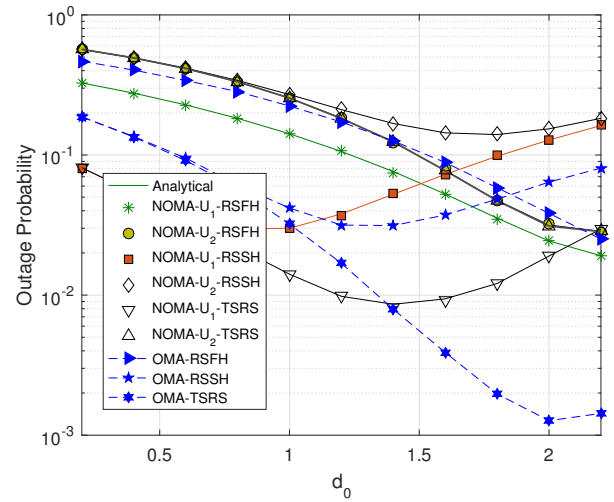 10^0
10^-1
10^-2
10^-3
Outage Probability
Analytical
NOMA-U_1-RSFH
NOMA-U_2-RSFH
NOMA-U_1-RSSH
NOMA-U_2-RSSH
NOMA-U_1-TSRS
NOMA-U_2-TSRS
OMA-RSFH
OMA-RSSH
OMA-TSRS
0.5 1 1.5 2
d_0